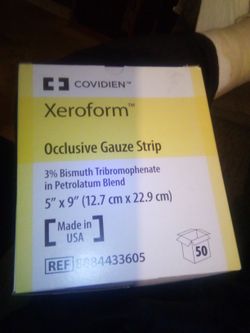 COVIDIEN™
Xeroform™
Occlusive Gauze Strip
3% Bismuth Tribromophenate
in Petrolatum Blend
5" x 9" (12.7 cm x 22.9 cm)
Made in
USA
50
REF 8884433605